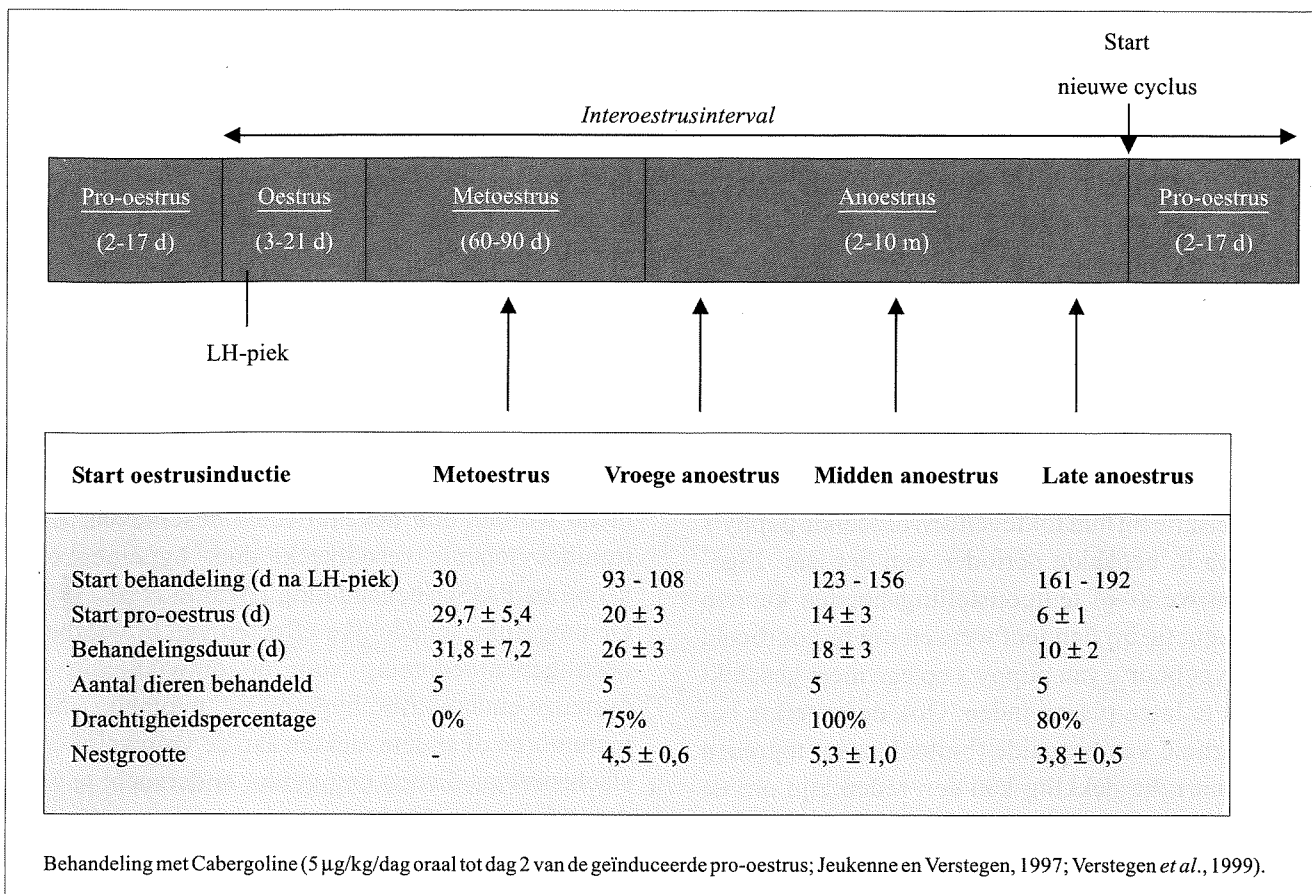 Start
nieuwe cyclus
Interoestrusinterval
Pro-oestrus Oestrus Metoestrus Anoestrus Pro-oestrus
(2-17 d) (3-21 d) (60-90 d) (2-10 m) (2-17 d)
LH-piek
Start oestrusinductie Metoestrus Vroege anoestrus Midden anoestrus Late anoestrus
Start behandeling (d na LH-piek) 30 93 - 108 123 - 156 161 - 192
Start pro-oestrus (d) 29,7 ± 5,4 20 ± 3 14 ± 3 6 ± 1
Behandelingsduur (d) 31,8 ± 7,2 26 ± 3 18 ± 3 10 ± 2
Aantal dieren behandeld 5 5 5 5
Drachtigheidspercentage 0% 75% 100% 80%
Nestgrootte - 4,5 ± 0,6 5,3 ± 1,0 3,8 ± 0,5
Behandeling met Cabergoline (5 µg/kg/dag oraal tot dag 2 van de geïnduceerde pro-oestrus; Jeukenne en Verstegen, 1997; Verstegen et al., 1999).